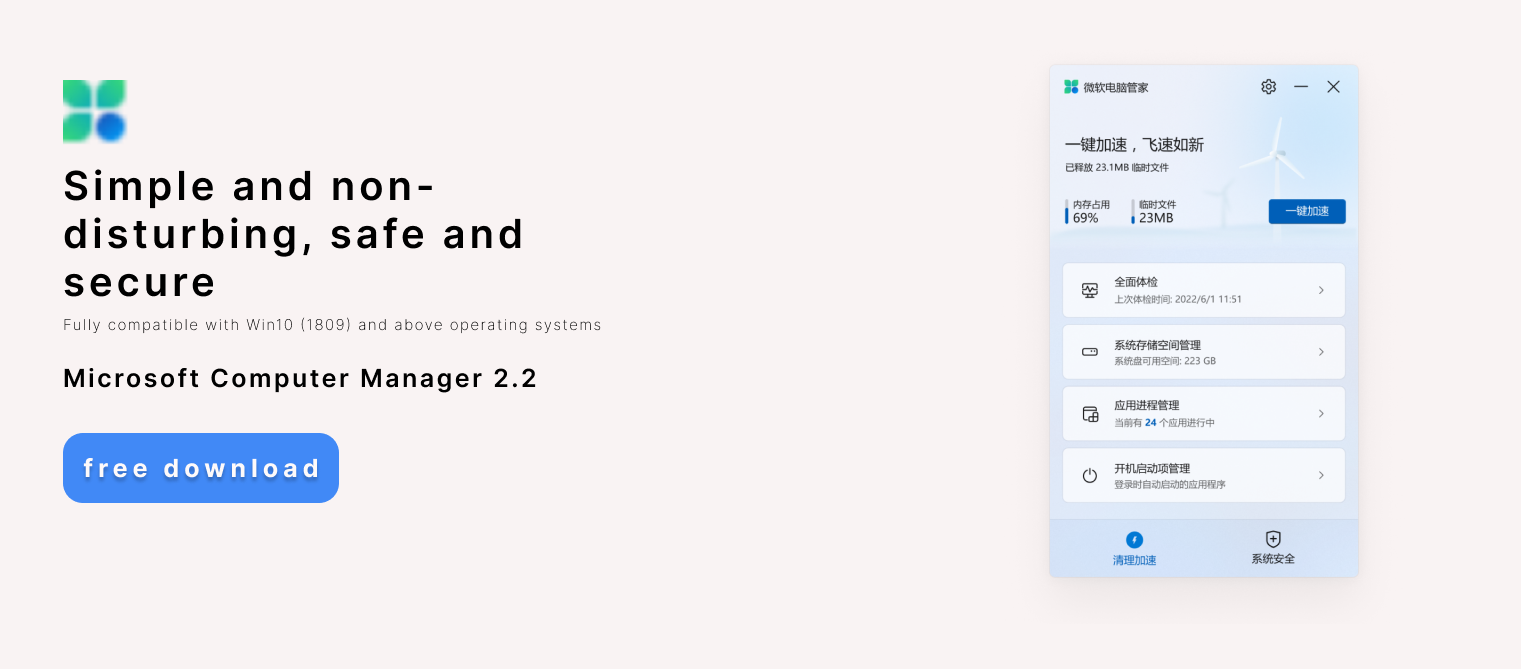 Simple and non-
disturbing, safe and
secure
Fully compatible with Win10 (1809) and above operating systems
Microsoft Computer Manager 2.2
free download
微软电脑管家
一键加速，飞速如新
已释放 23.1MB 临时文件
内存占用
69%
临时文件
23MB
一键加速
全面体检
上次体检时间: 2022/6/1 11:51
系统存储空间管理
系统盘可用空间: 223 GB
应用进程管理
当前有 24 个应用进行中
开机启动项管理
登录时自动启动的应用程序
清理加速
系统安全